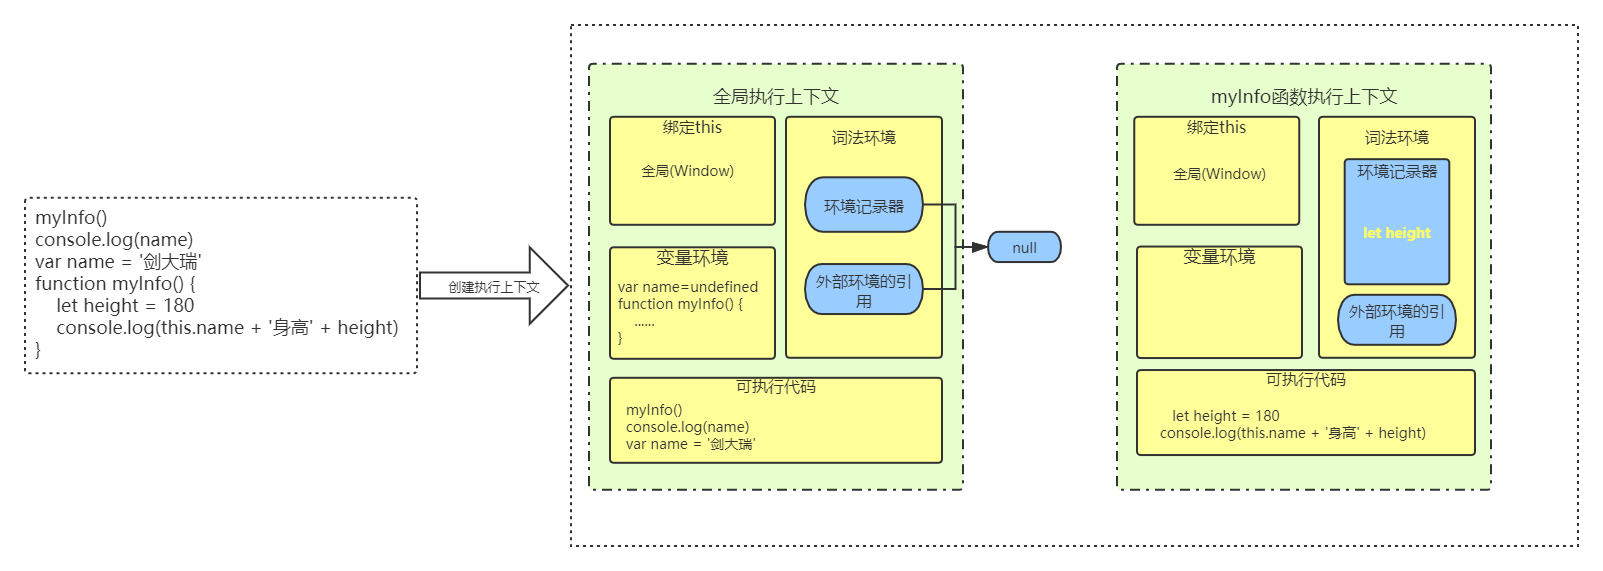 myInfo()
console.log(name)
var name = '剑大瑞'
function myInfo() {
let height = 180
console.log(this.name + '身高' + height)
}
创建执行上下文
全局执行上下文
绑定this
全局(Window)
词法环境
环境记录器
外部环境的引
用
变量环境
var name=undefined
function myInfo() {
......
}
可执行代码
myInfo()
console.log(name)
var name = '剑大瑞'
null
myInfo函数执行上下文
绑定this
全局(Window)
词法环境
环境记录器
let height
外部环境的引
用
变量环境
可执行代码
let height = 180
console.log(this.name + '身高' + height)